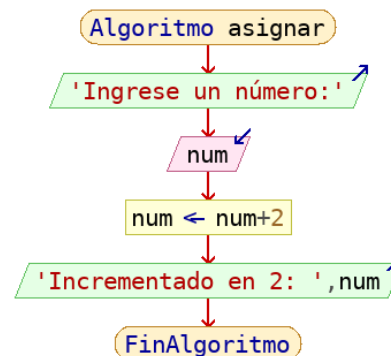 Algoritmo asignar
'Ingrese un número:'
num
num ← num+2
'Incrementado en 2: ',num
FinAlgoritmo